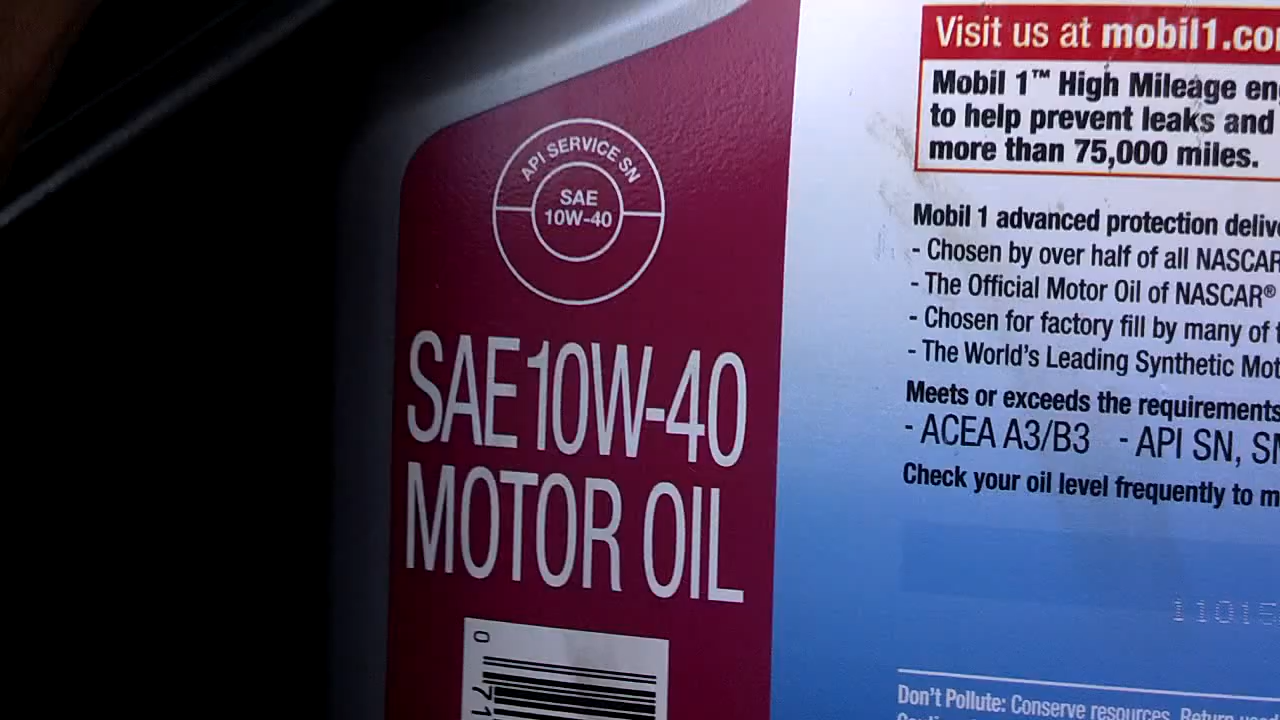 API SERVICE SN
SAE
10W-40
SAE 10W-40
MOTOR OIL
0
71
Visit us at mobil1.co
Mobil 1™ High Mileage en
to help prevent leaks and
more than 75,000 miles.
Mobil 1 advanced protection deliv
- Chosen by over half of all NASCAR
- The Official Motor Oil of NASCAR®
- Chosen for factory fill by many of
- The World's Leading Synthetic Mot
Meets or exceeds the requirements
- ACEA A3/B3 - API SN, S
Check your oil level frequently to m
11015
Don't Pollute: Conserve resources. Return